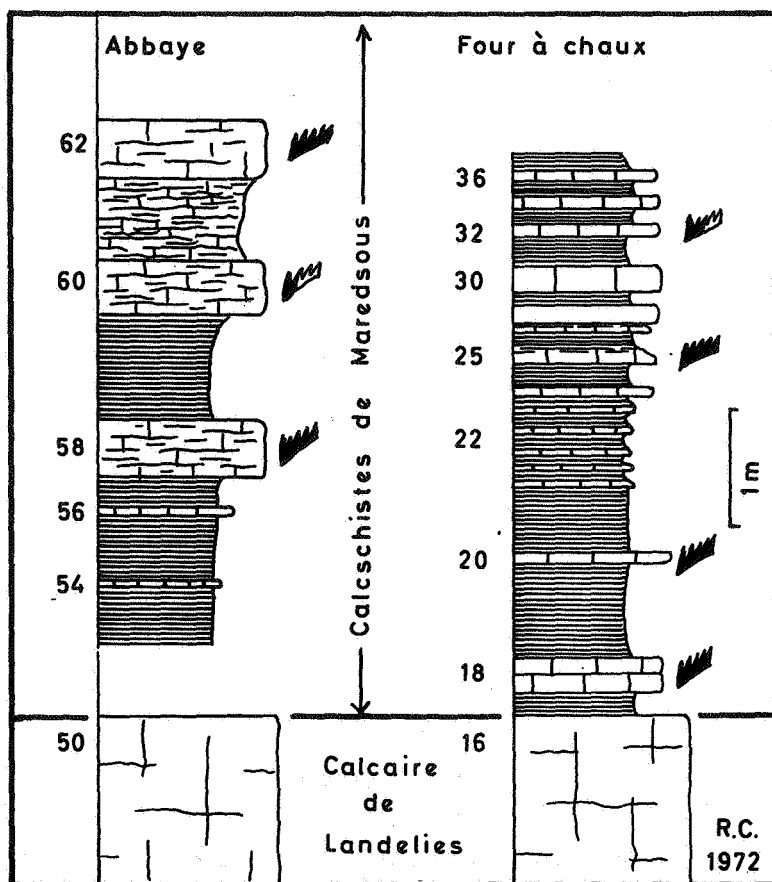 Abbaye
62
60
58
56
54
50
Calcschistes de Maredsous
Four à chaux
36
32
30
25
22
20
18
16
1m
Calcaire
de
Landelies
R.C.
1972